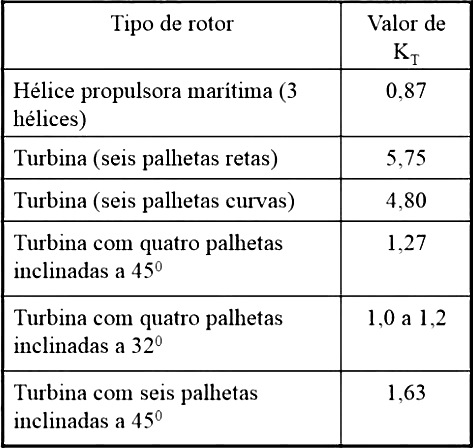 Tipo de rotor
Valor de
K_T
Hélice propulsora marítima (3
hélices)
0,87
Turbina (seis palhetas retas)
5,75
Turbina (seis palhetas curvas)
4,80
Turbina com quatro palhetas
inclinadas a 45⁰
1,27
Turbina com quatro palhetas
inclinadas a 32⁰
1,0 a 1,2
Turbina com seis palhetas
inclinadas a 45⁰
1,63